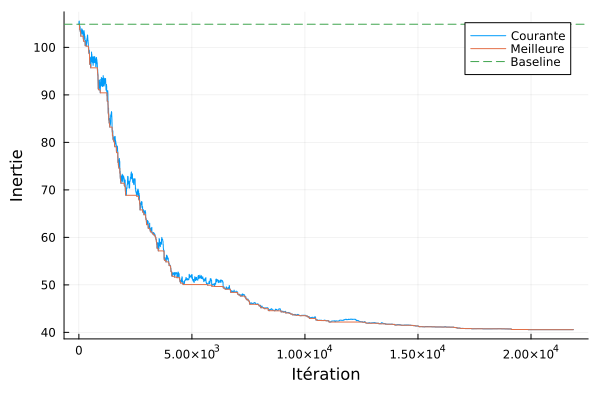 Courante
Meilleure
Baseline
100
90
80
70
60
50
40
Inertie
0
5.00×10³
1.00×10⁴
1.50×10⁴
2.00×10⁴
Itération